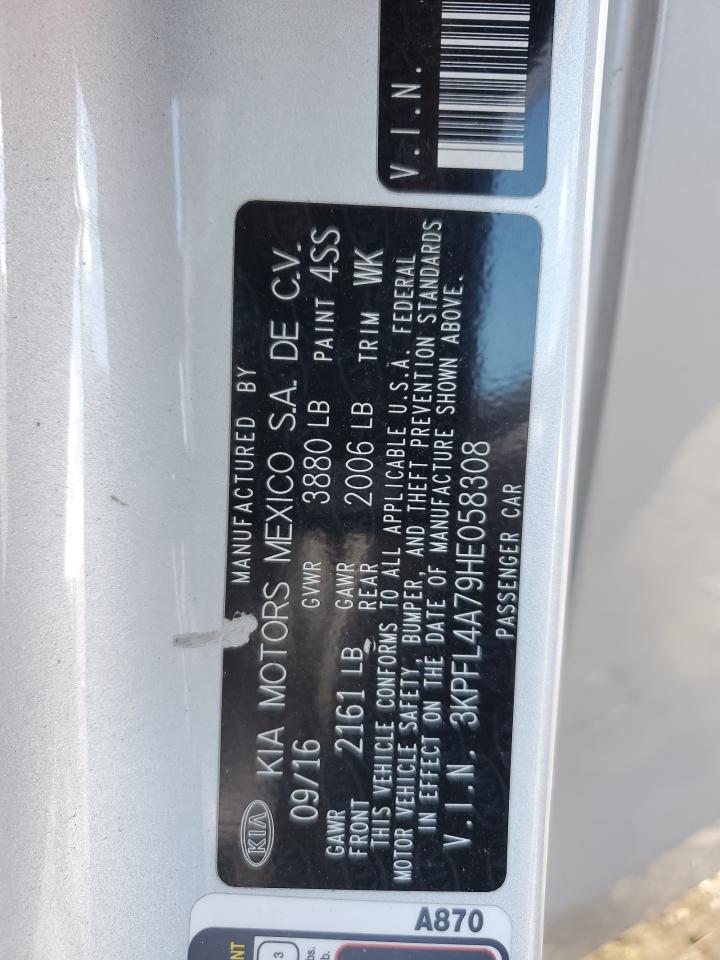 V.I.N.
MANUFACTURED BY
KIA KIA MOTORS MEXICO S.A. DE C.V.
09/16 GVWR 3880 LB PAINT 4SS
GAWR FRONT 2161 LB GAWR REAR 2006 LB TRIM WK
THIS VEHICLE CONFORMS TO ALL APPLICABLE U.S.A. FEDERAL
MOTOR VEHICLE SAFETY, BUMPER, AND THEFT PREVENTION STANDARDS
IN EFFECT ON THE DATE OF MANUFACTURE SHOWN ABOVE.
V.I.N. 3KPFL4A79HE058308
PASSENGER CAR
A870
3